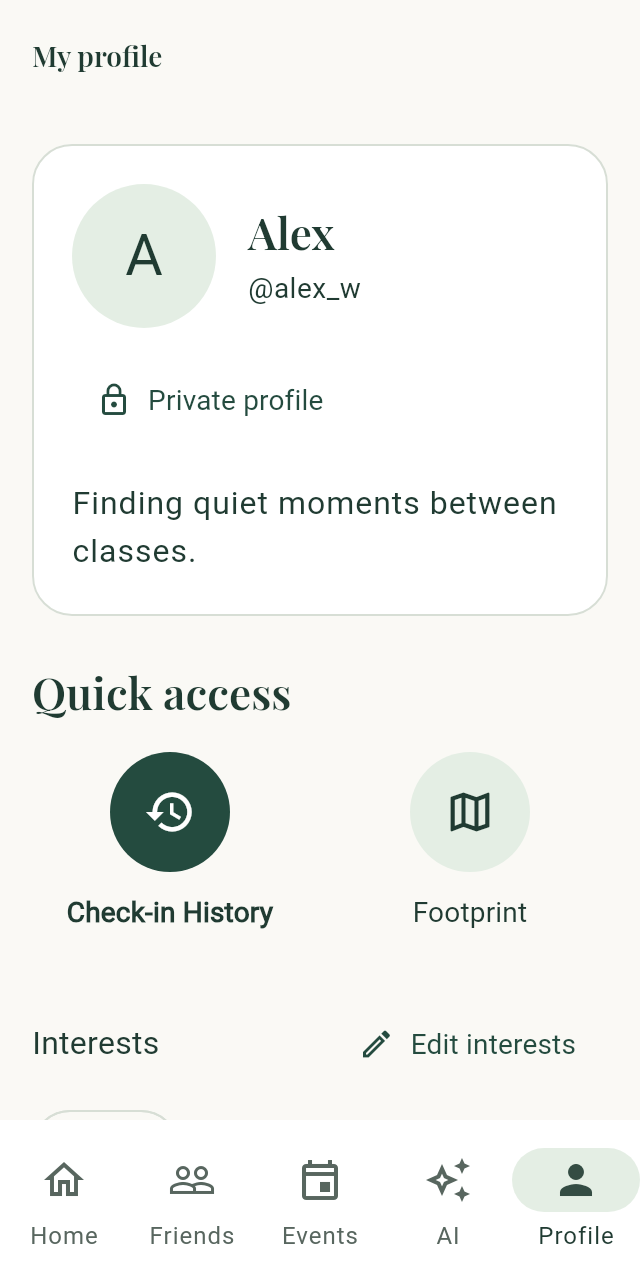 My profile
A
Alex
@alex_w
Private profile
Finding quiet moments between
classes.
Quick access
Check-in History
Footprint
Interests
Edit interests
Home
Friends
Events
AI
Profile